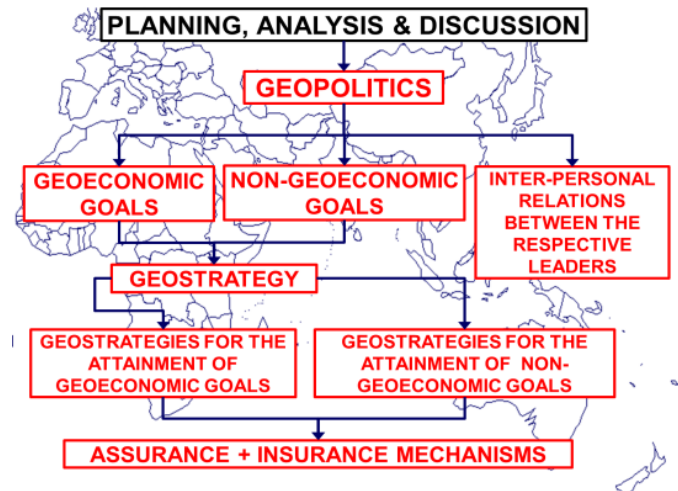 PLANNING, ANALYSIS & DISCUSSION
GEOPOLITICS
GEOECONOMIC
GOALS
NON-GEOECONOMIC
GOALS
INTER-PERSONAL
RELATIONS
BETWEEN THE
RESPECTIVE
LEADERS
GEOSTRATEGY
GEOSTRATEGIES FOR THE
ATTAINMENT OF
GEOECONOMIC GOALS
GEOSTRATEGIES FOR THE
ATTAINMENT OF NON-
GEOECONOMIC GOALS
ASSURANCE + INSURANCE MECHANISMS